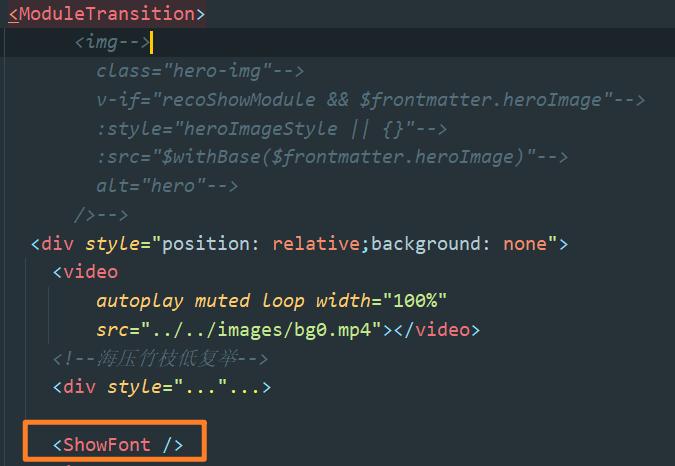 <ModuleTransition>
<img-->
class="hero-img"-->
v-if="recoShowModule && $frontmatter.heroImage"-->
:style="heroImageStyle || {}"-->
:src="$withBase($frontmatter.heroImage)"-->
alt="hero"-->
/>-->
<div style="position: relative;background: none">
<video
autoplay muted loop width="100%"
src="../../images/bg0.mp4"></video>
<!--海压竹枝低复举-->
<div style="..."...>
<ShowFont />